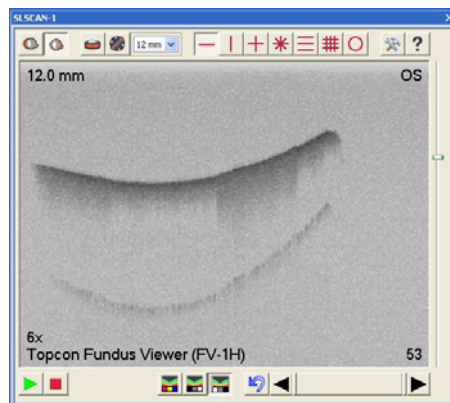 SLSCAN-1
12 mm
?
12.0 mm OS
6x
Topcon Fundus Viewer (FV-1H) 53